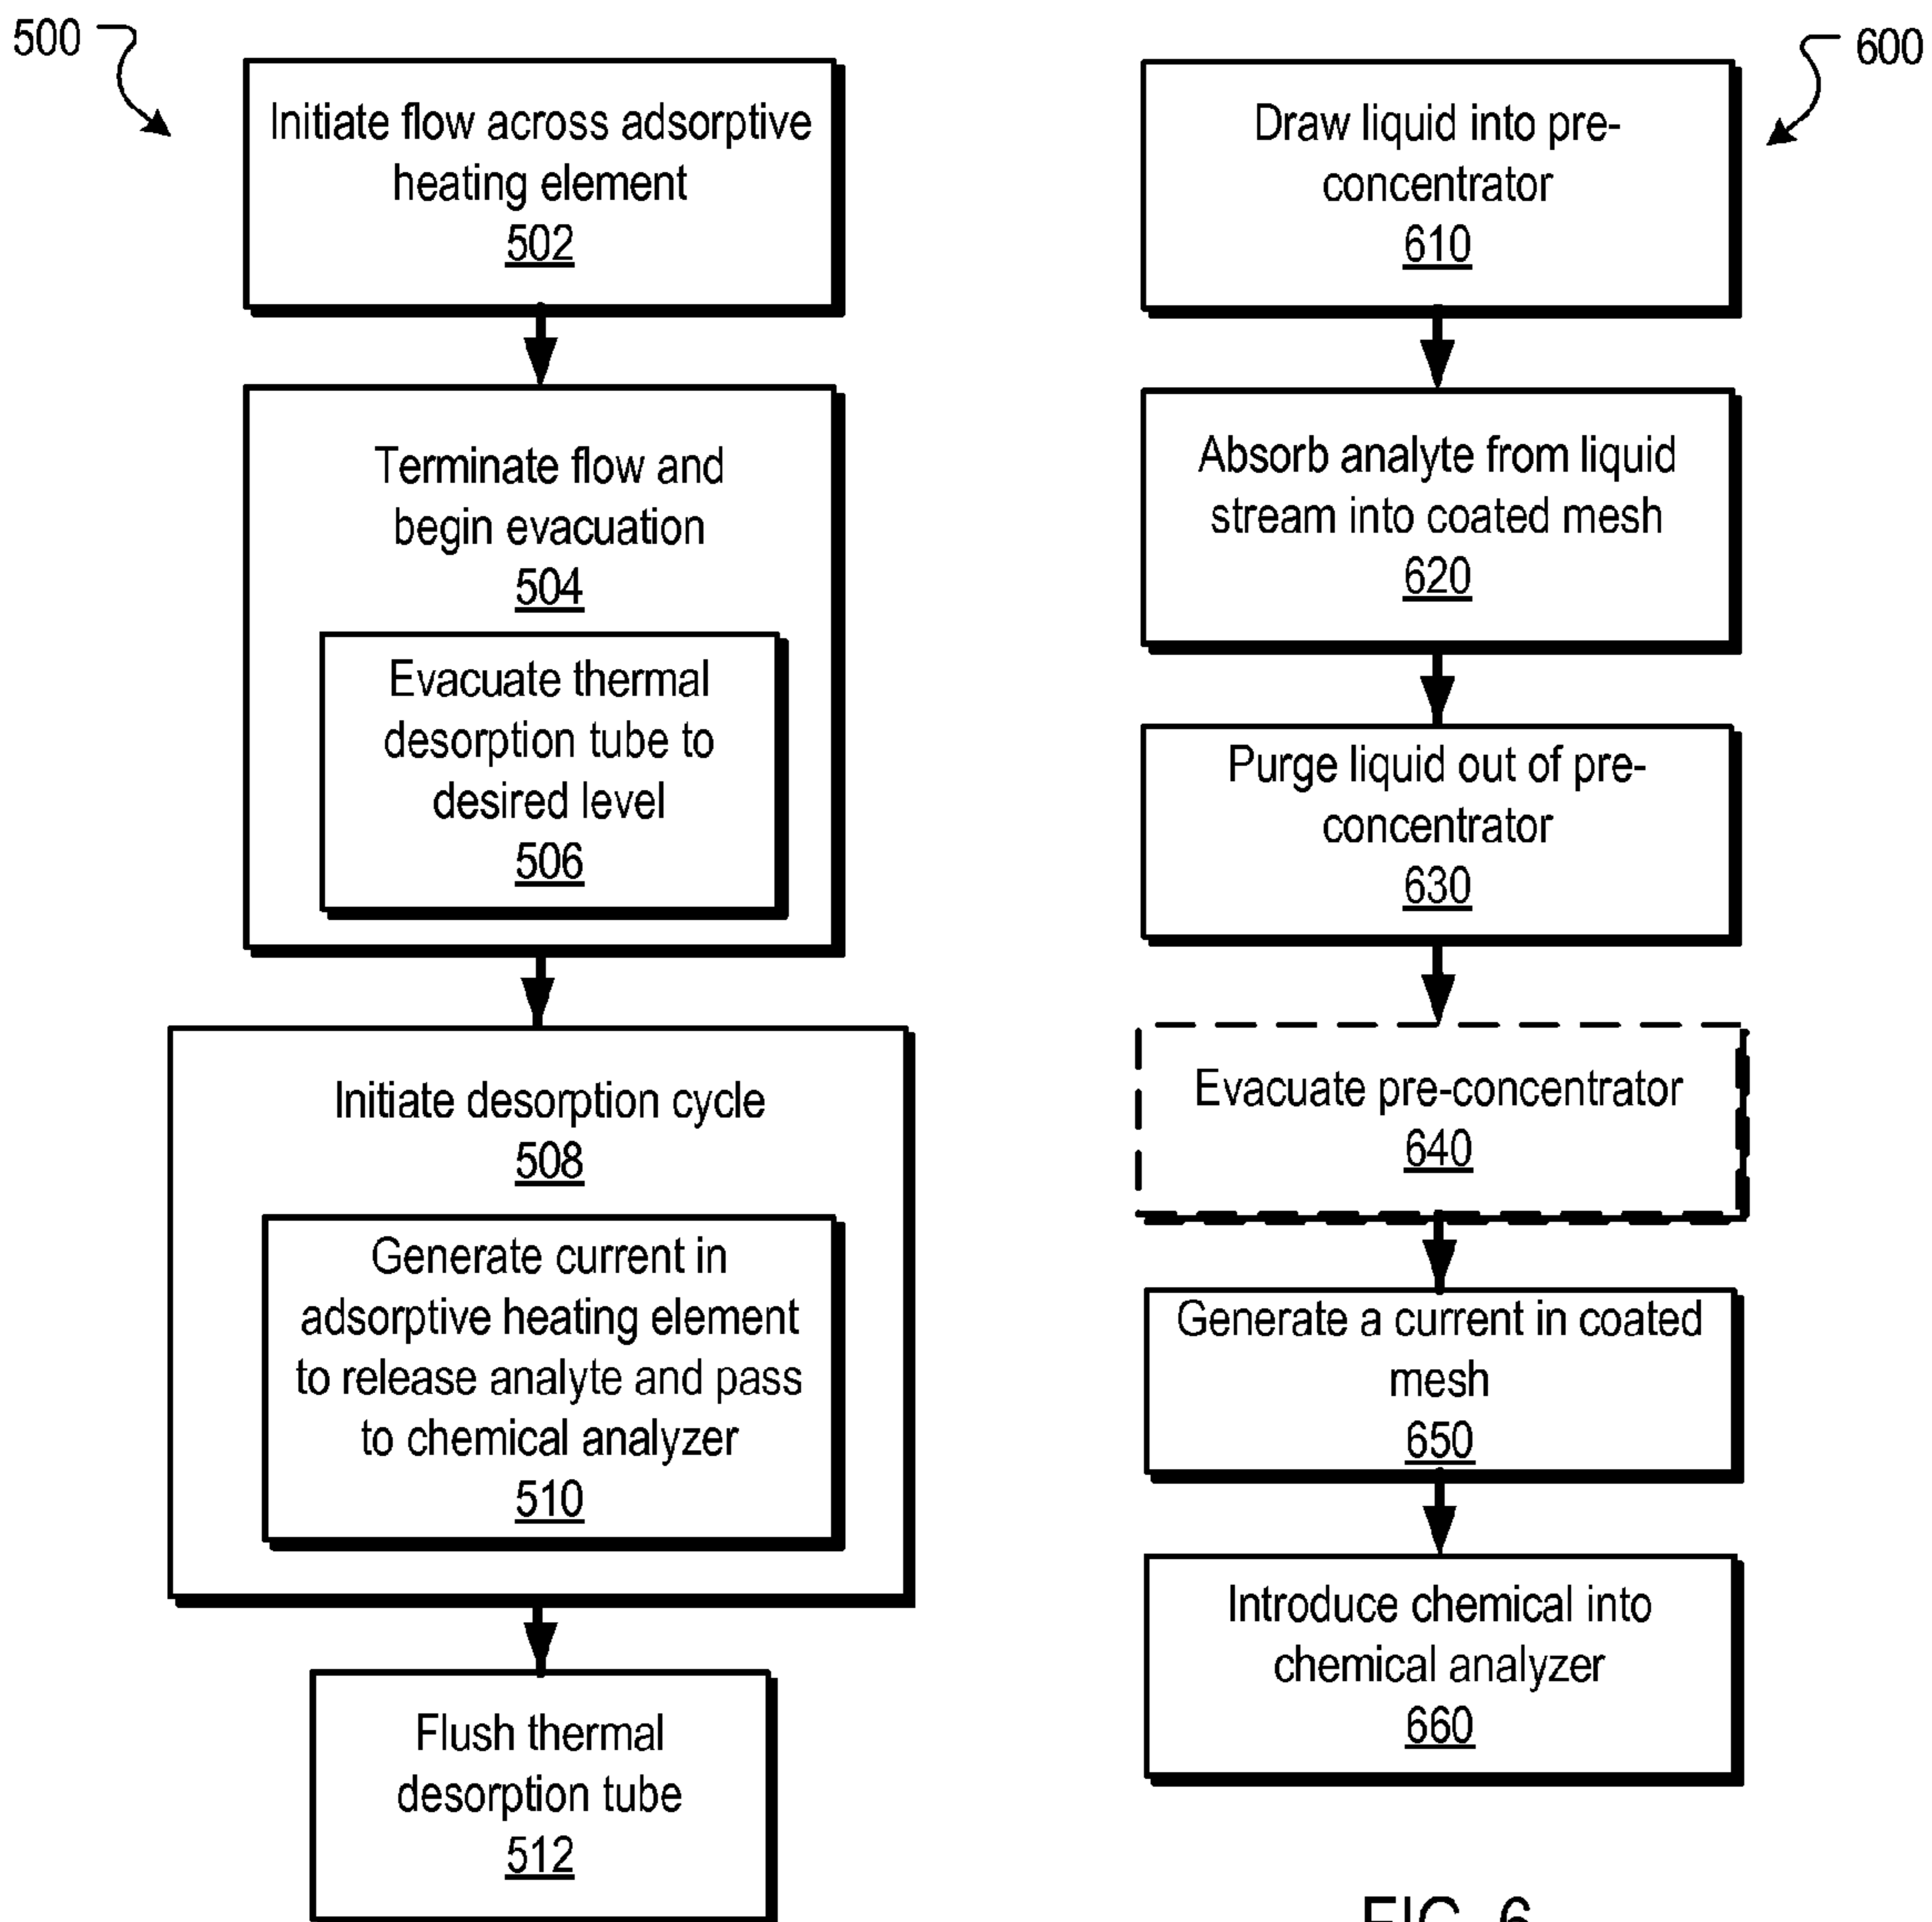 500
Initiate flow across adsorptive
heating element
502
Terminate flow and
begin evacuation
504
Evacuate thermal
desorption tube to
desired level
506
Initiate desorption cycle
508
Generate current in
adsorptive heating element
to release analyte and pass
to chemical analyzer
510
Flush thermal
desorption tube
512
600
Draw liquid into pre-
concentrator
610
Absorb analyte from liquid
stream into coated mesh
620
Purge liquid out of pre-
concentrator
630
Evacuate pre-concentrator
640
Generate a current in coated
mesh
650
Introduce chemical into
chemical analyzer
660
FIG. 6